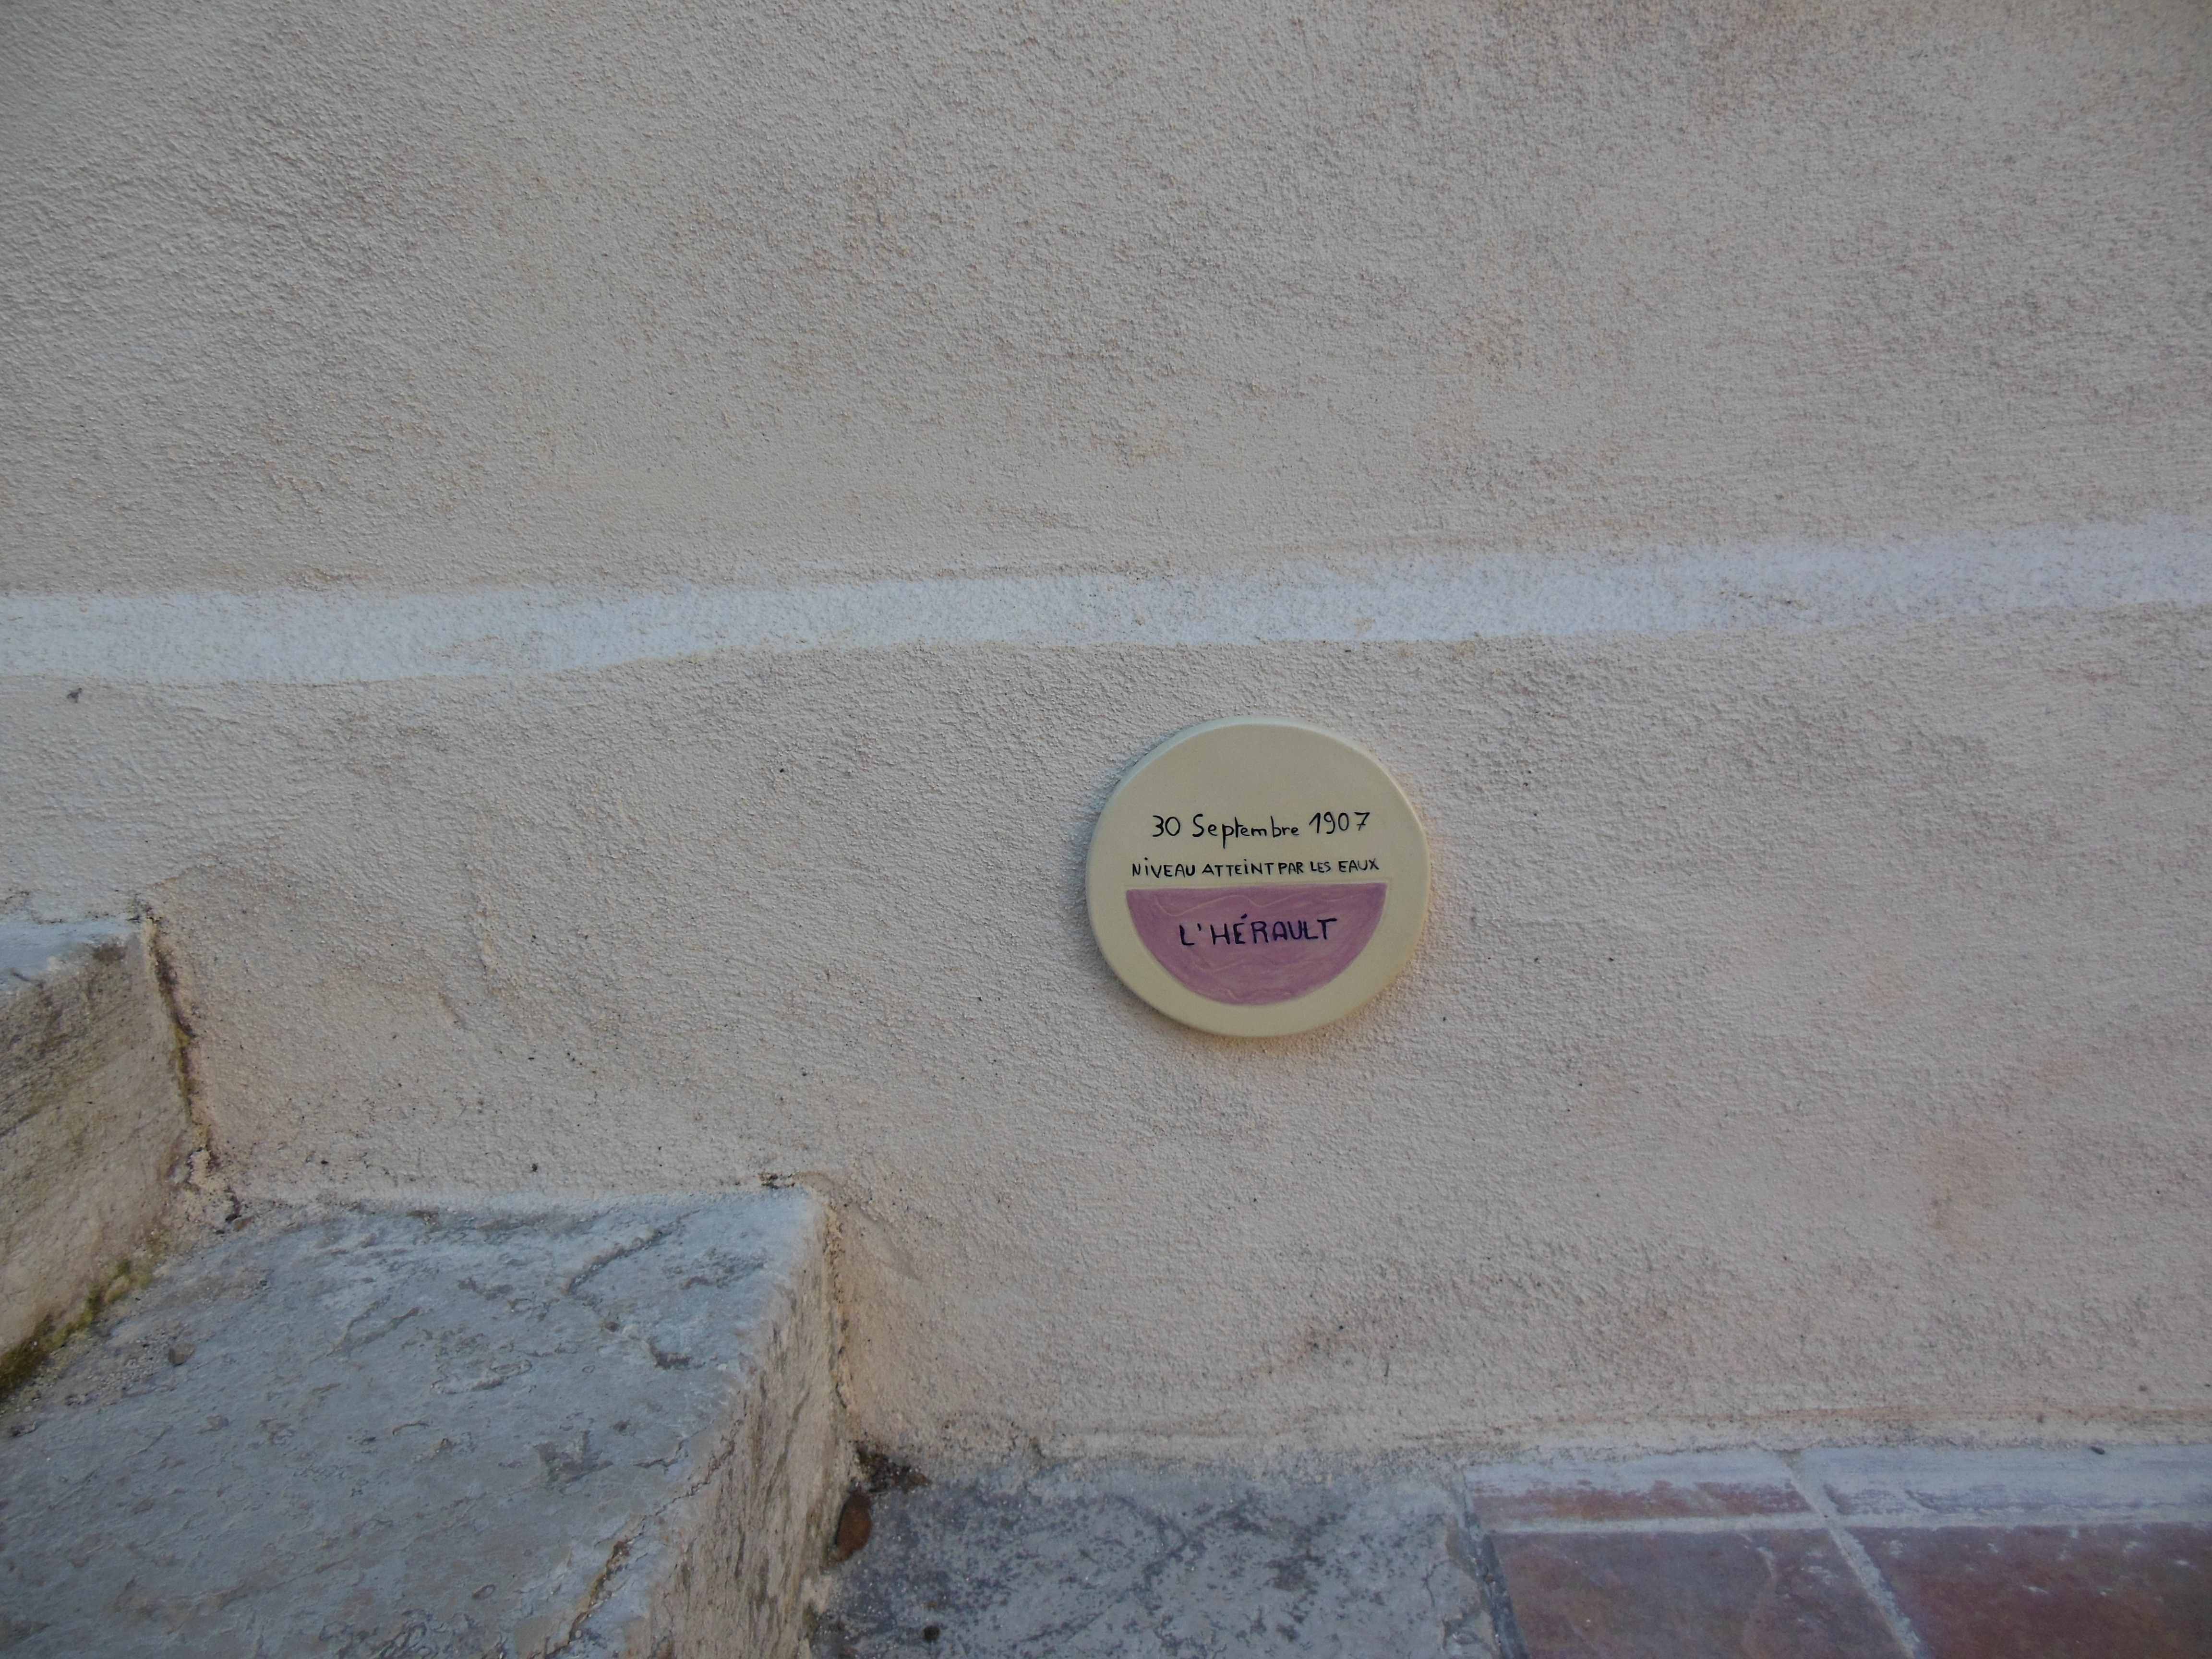 30 Septembre 1907
NIVEAU ATTEINT PAR LES EAUX
L'HÉRAULT